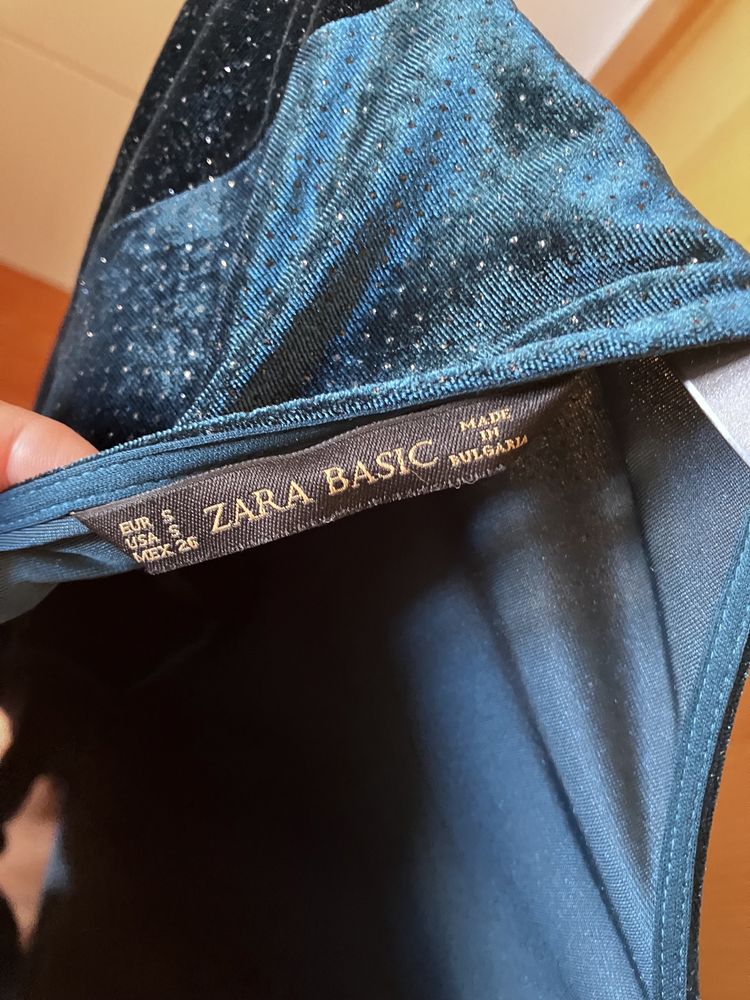 EUR S
USA S
MEX 26
ZARA BASIC
MADE
IN
BULGARIA